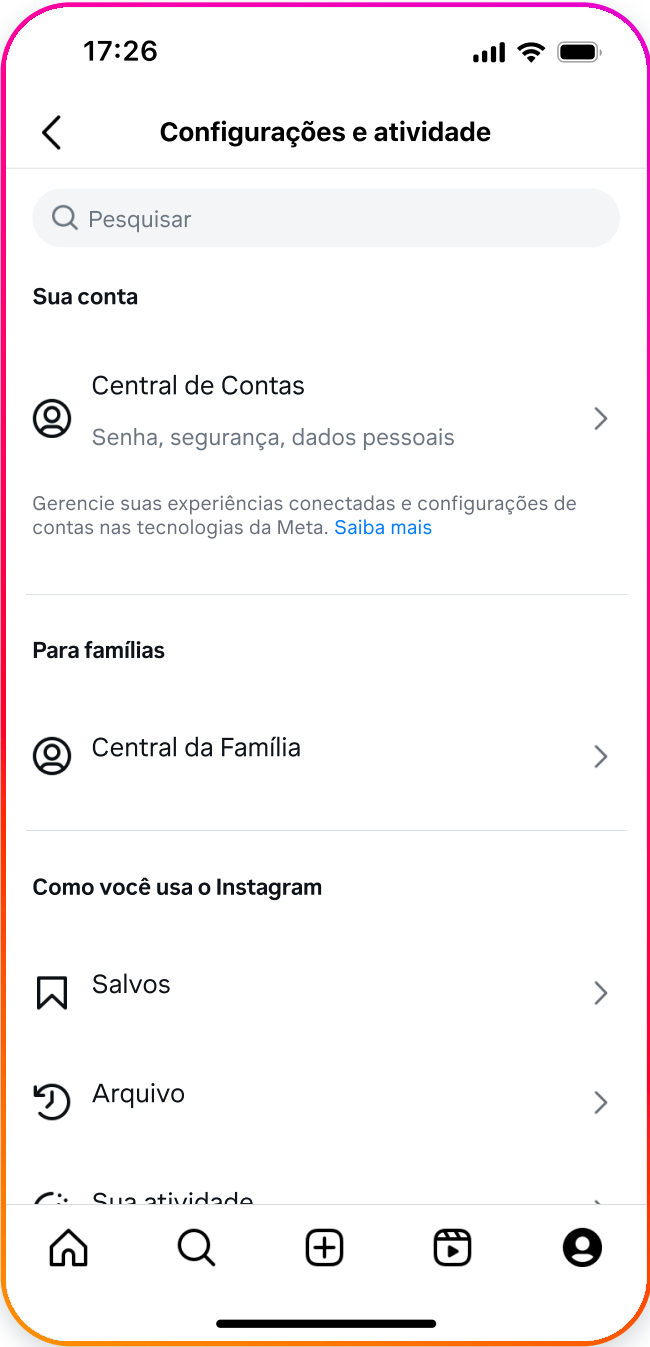 17:26
Configurações e atividade
Pesquisar
Sua conta
Central de Contas
Senha, segurança, dados pessoais
Gerencie suas experiências conectadas e configurações de
contas nas tecnologias da Meta. Saiba mais
Para famílias
Central da Família
Como você usa o Instagram
Salvos
Arquivo
Sua atividade